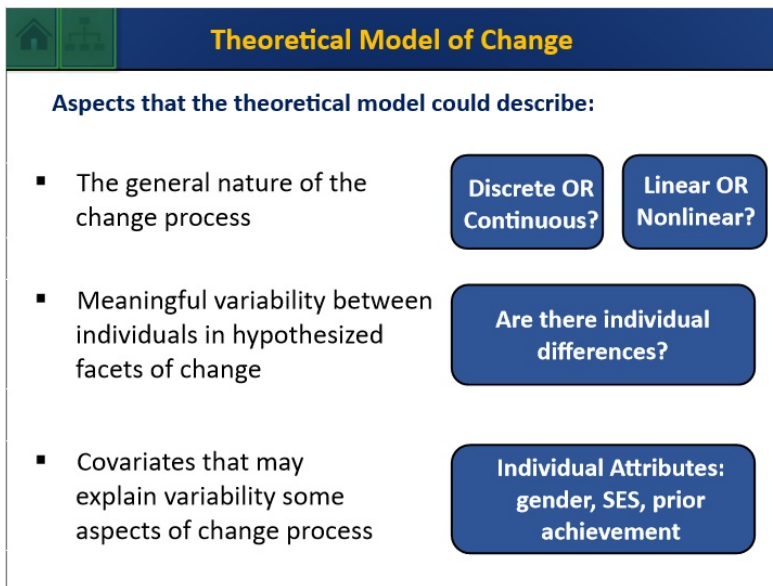 Theoretical Model of Change
Aspects that the theoretical model could describe:
▪ The general nature of the
change process
Discrete OR
Continuous?
Linear OR
Nonlinear?
▪ Meaningful variability between
individuals in hypothesized
facets of change
Are there individual
differences?
▪ Covariates that may
explain variability some
aspects of change process
Individual Attributes:
gender, SES, prior
achievement